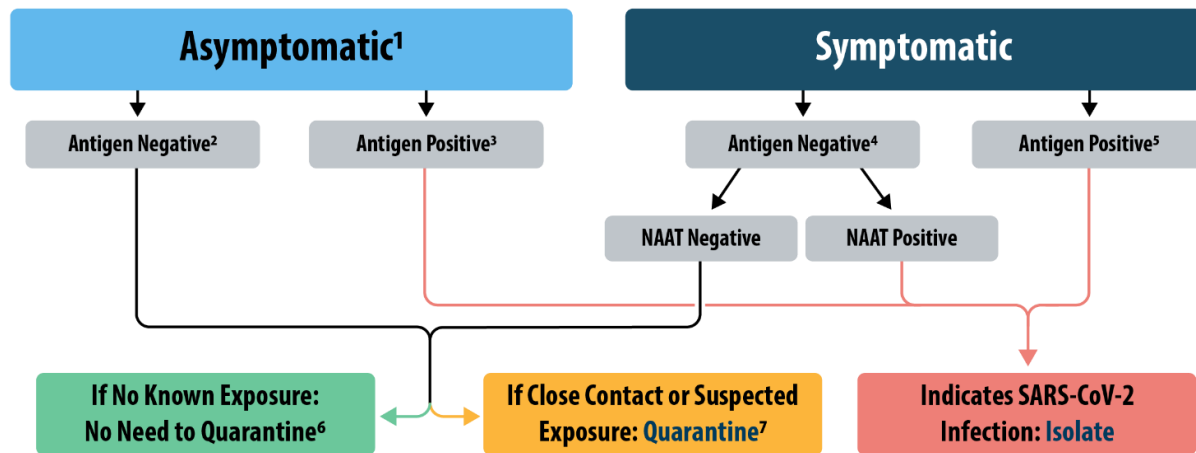 Asymptomatic¹
Symptomatic
Antigen Negative²
Antigen Positive³
Antigen Negative⁴
Antigen Positive⁵
NAAT Negative
NAAT Positive
If No Known Exposure:
No Need to Quarantine⁶
If Close Contact or Suspected
Exposure: Quarantine⁷
Indicates SARS-CoV-2
Infection: Isolate